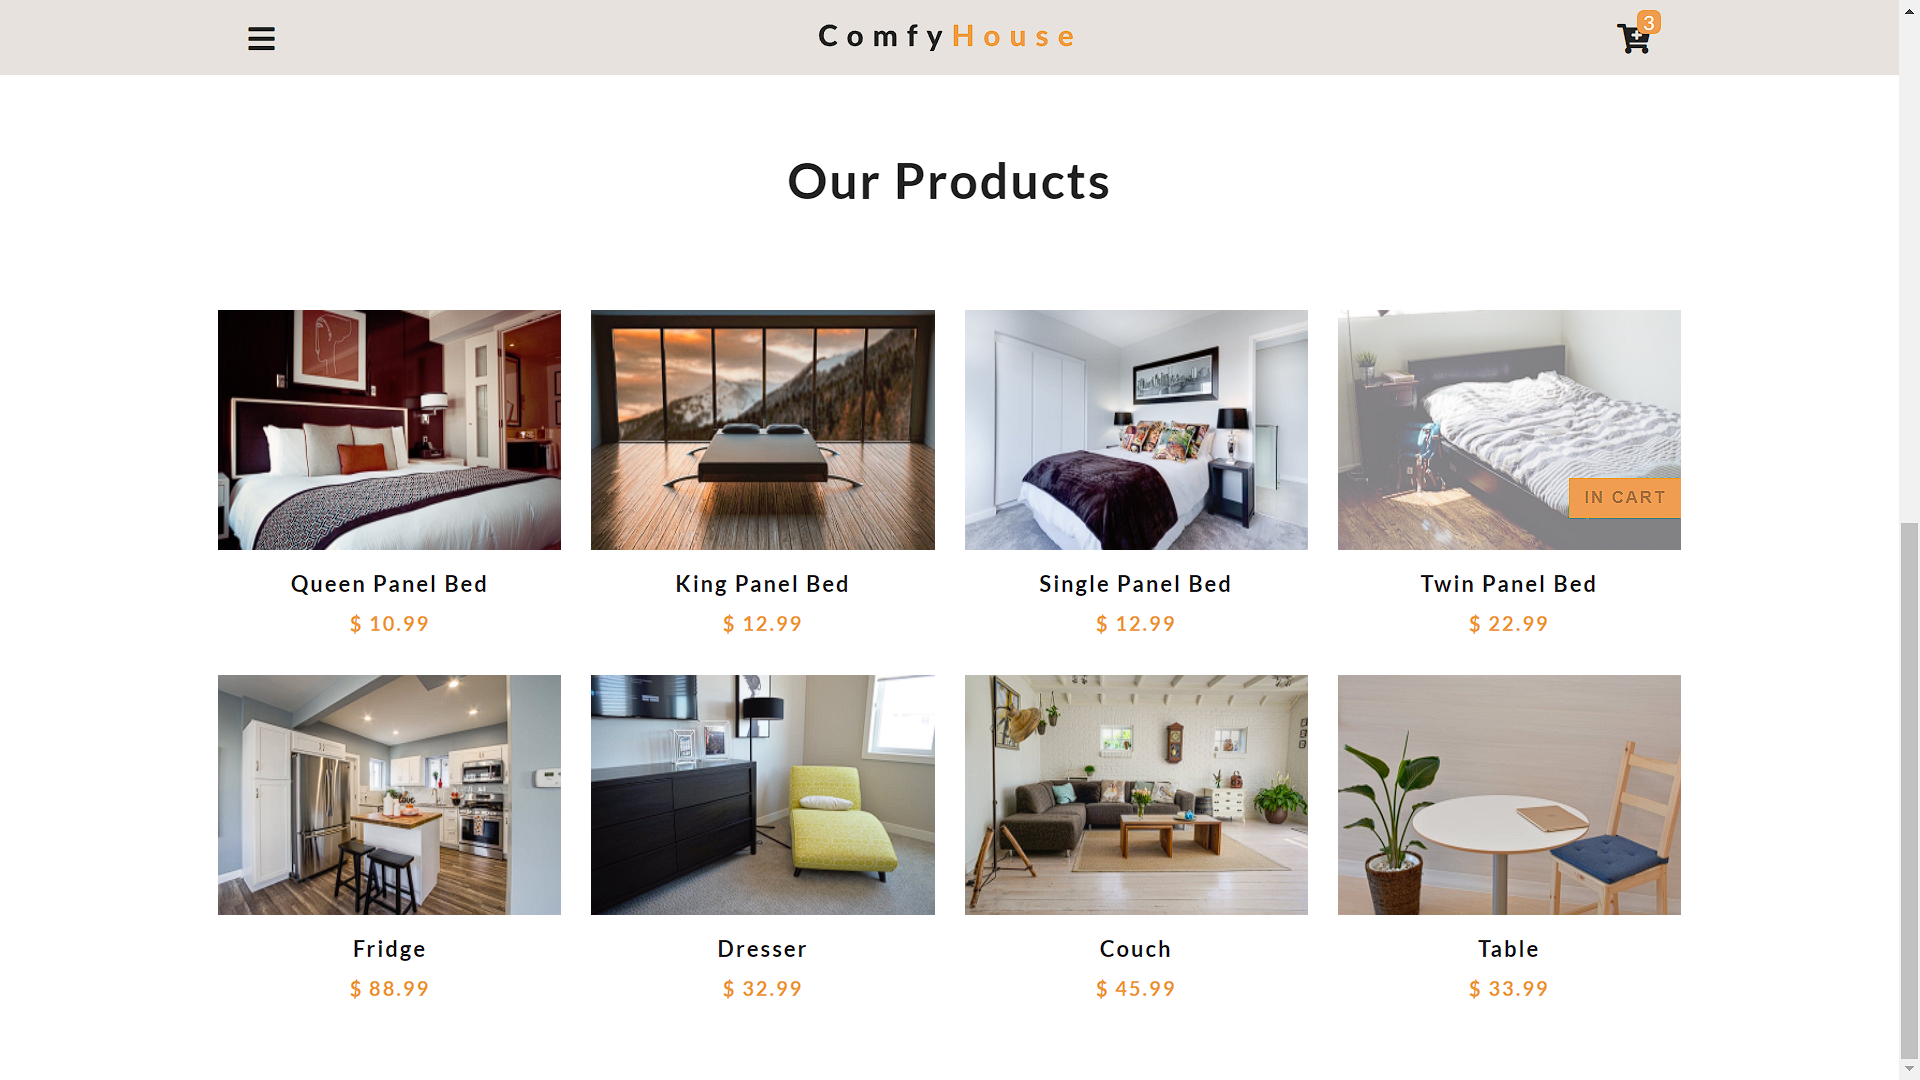 ComfyHouse
3
Our Products
IN CART
Queen Panel Bed
King Panel Bed
Single Panel Bed
Twin Panel Bed
$ 10.99
$ 12.99
$ 12.99
$ 22.99
Fridge
Dresser
Couch
Table
$ 88.99
$ 32.99
$ 45.99
$ 33.99